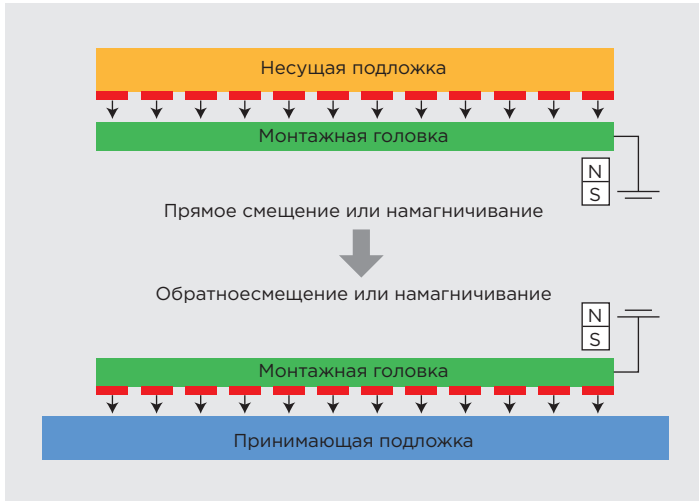 Несущая подложка
Монтажная головка
N
S
Прямое смещение или намагничивание
Обратноесмещение или намагничивание
N
S
Монтажная головка
Принимающая подложка